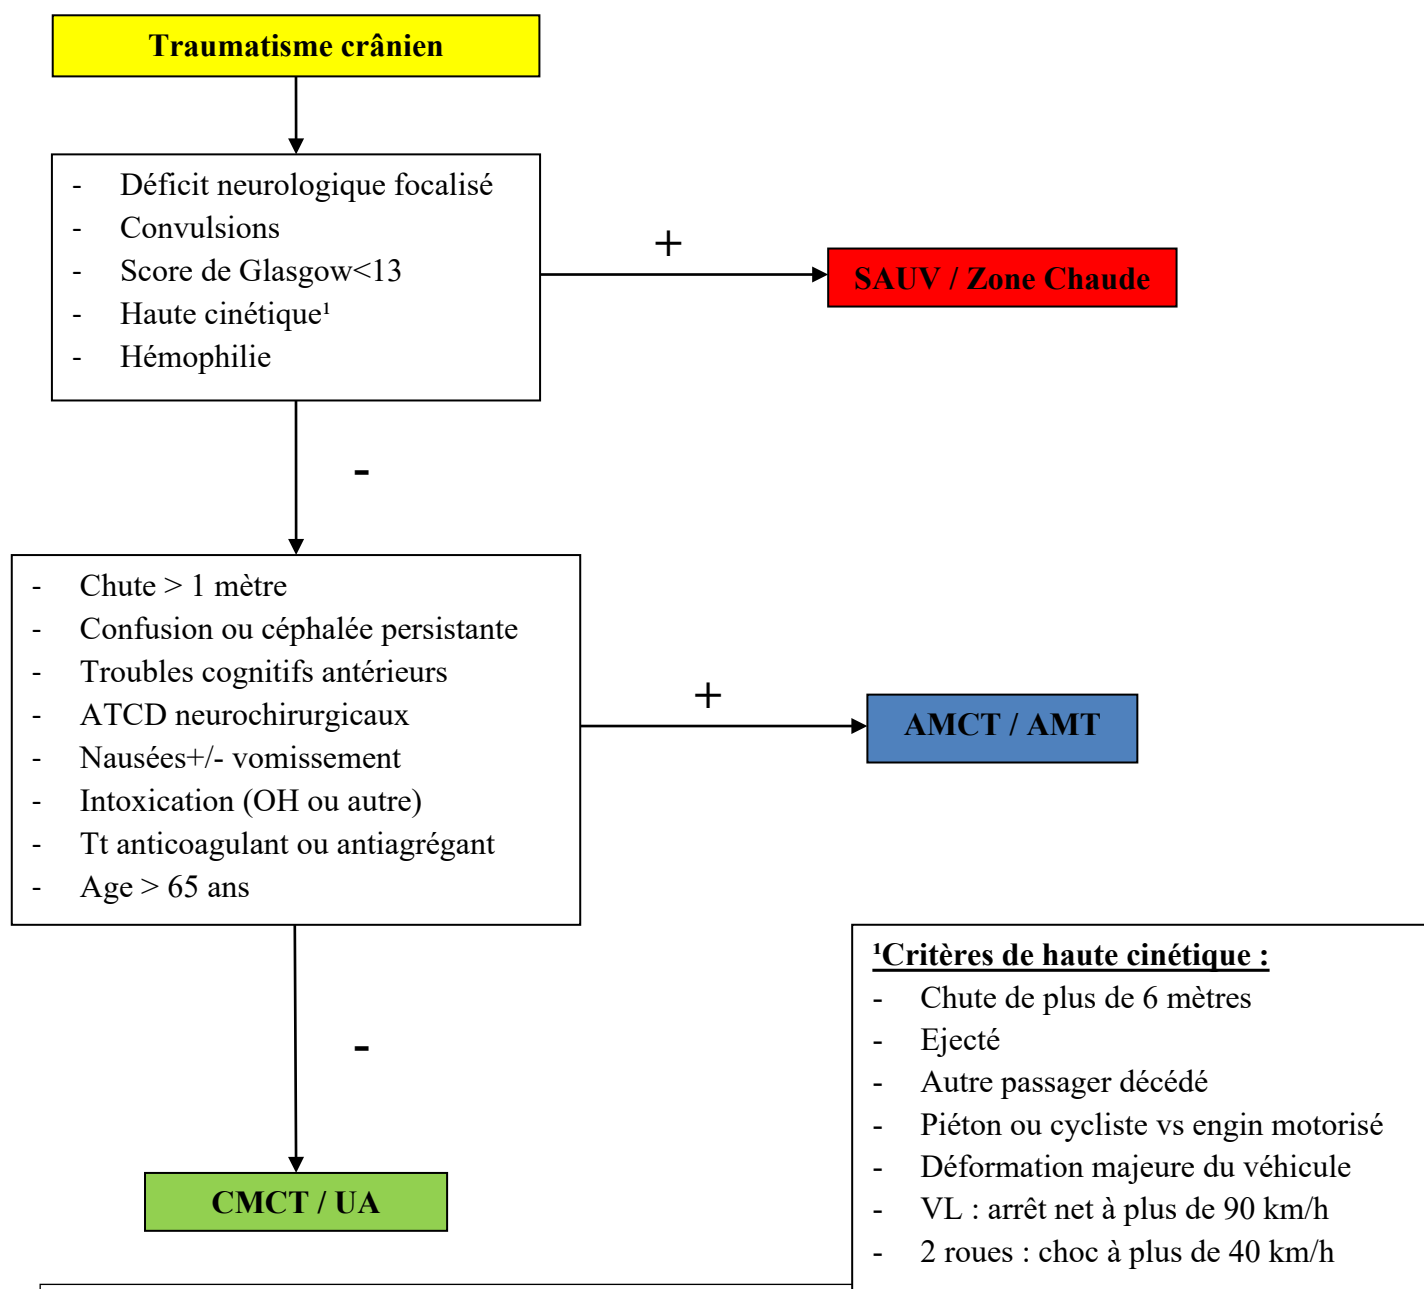 Traumatisme crânien
- Déficit neurologique focalisé
- Convulsions
- Score de Glasgow<13
- Haute cinétique¹
- Hémophilie
+
SAUV / Zone Chaude
-
- Chute > 1 mètre
- Confusion ou céphalée persistante
- Troubles cognitifs antérieurs
- ATCD neurochirurgicaux
- Nausées+/- vomissement
- Intoxication (OH ou autre)
- Tt anticoagulant ou antiagrégant
- Age > 65 ans
+
AMCT / AMT
-
CMCT / UA
¹Critères de haute cinétique :
- Chute de plus de 6 mètres
- Ejecté
- Autre passager décédé
- Piéton ou cycliste vs engin motorisé
- Déformation majeure du véhicule
- VL : arrêt net à plus de 90 km/h
- 2 roues : choc à plus de 40 km/h